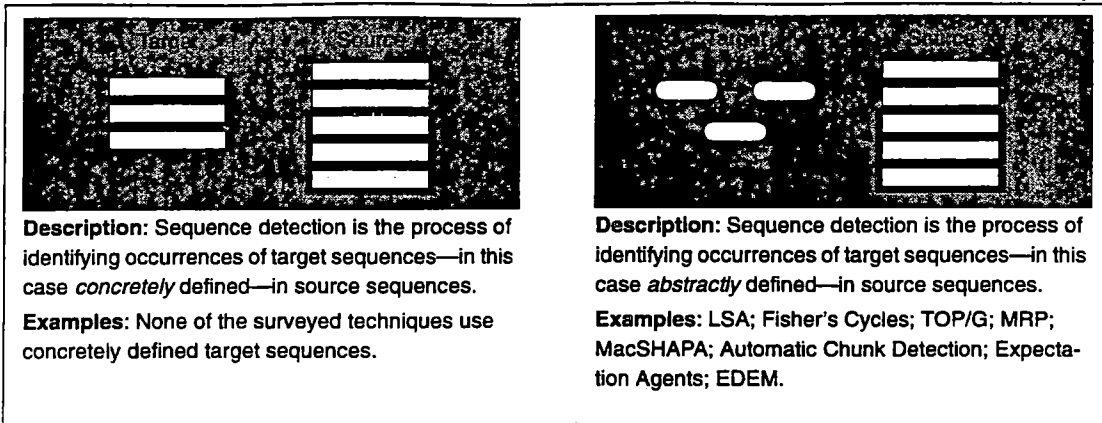 Target
Source
Description: Sequence detection is the process of
identifying occurrences of target sequences—in this
case concretely defined—in source sequences.
Examples: None of the surveyed techniques use
concretely defined target sequences.
Source
Description: Sequence detection is the process of
identifying occurrences of target sequences—in this
case abstractly defined—in source sequences.
Examples: LSA; Fisher's Cycles; TOP/G; MRP;
MacSHAPA; Automatic Chunk Detection; Expecta-
tion Agents; EDEM.